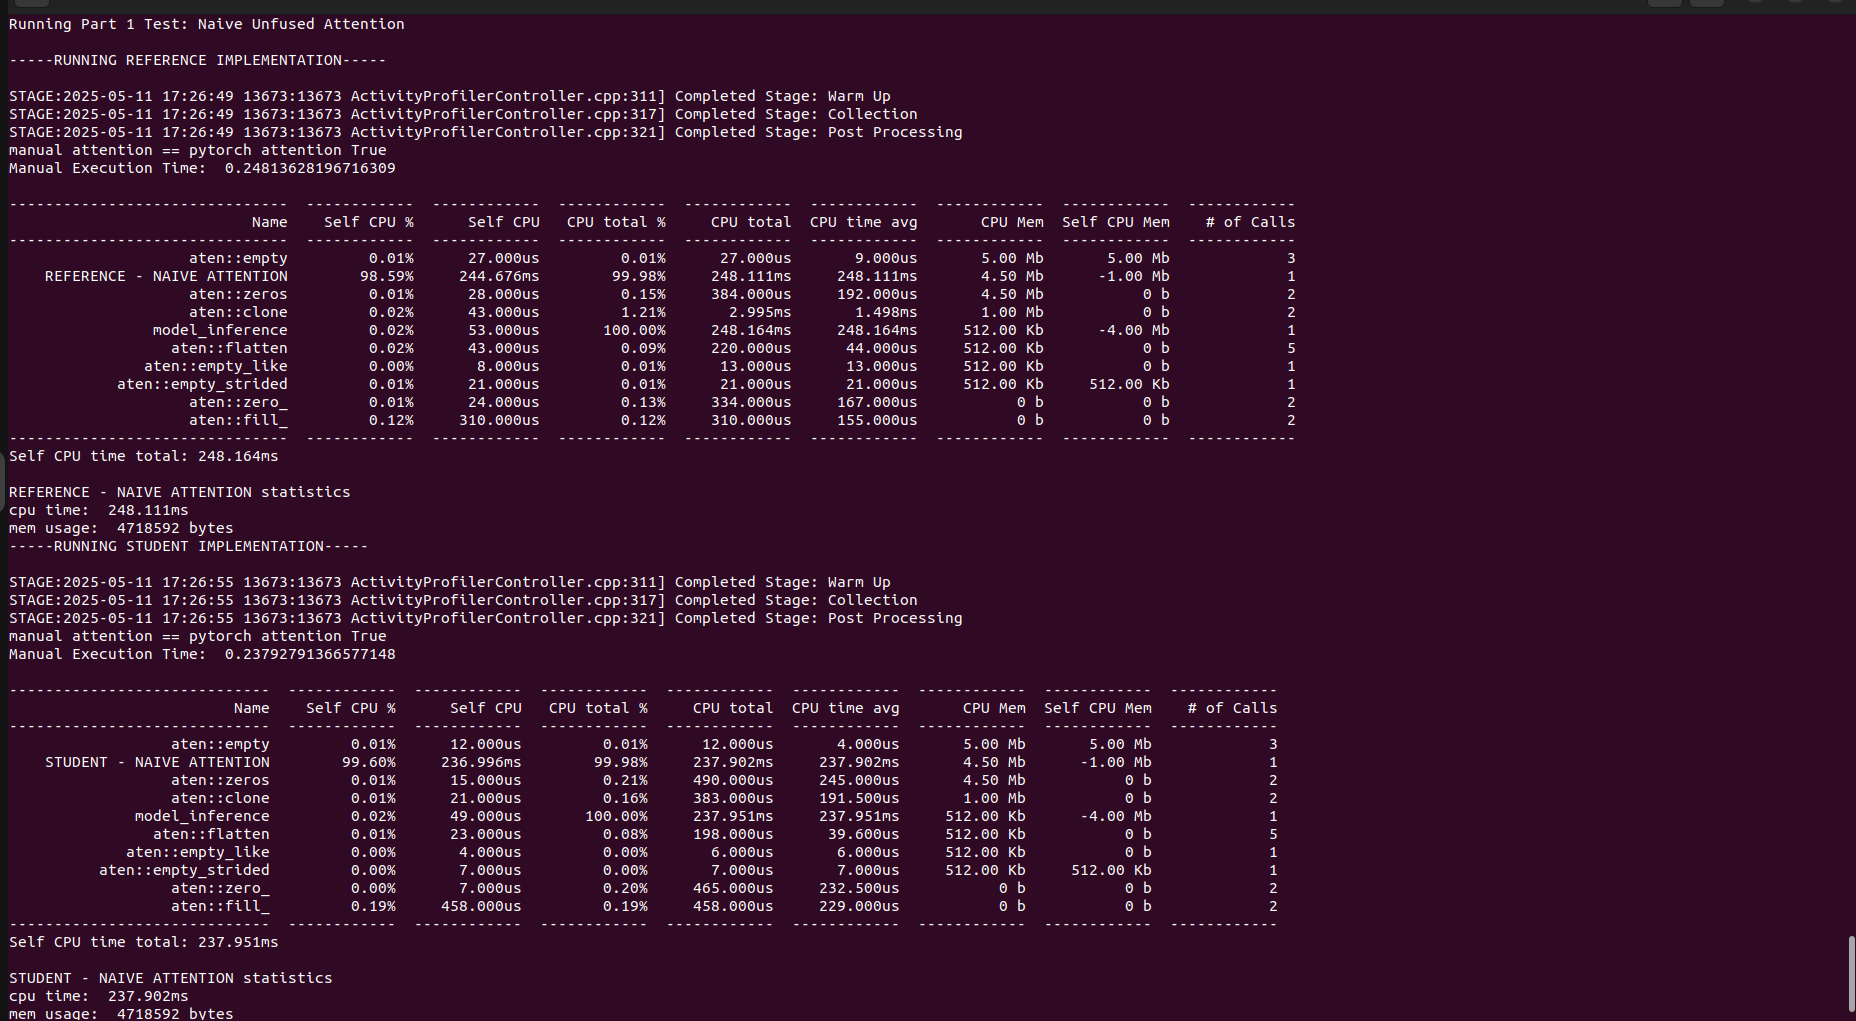 Running Part 1 Test: Naive Unfused Attention
-----RUNNING REFERENCE IMPLEMENTATION-----
STAGE:2025-05-11 17:26:49 13673:13673 ActivityProfilerController.cpp:311] Completed Stage: Warm Up
STAGE:2025-05-11 17:26:49 13673:13673 ActivityProfilerController.cpp:317] Completed Stage: Collection
STAGE:2025-05-11 17:26:49 13673:13673 ActivityProfilerController.cpp:321] Completed Stage: Post Processing
manual attention == pytorch attention True
Manual Execution Time:  0.24813628196716309
-------------------------------  ------------  ------------  ------------  ------------  ------------  ------------  ------------  ------------
Name    Self CPU %      Self CPU   CPU total %     CPU total  CPU time avg       CPU Mem  Self CPU Mem    # of Calls
-------------------------------  ------------  ------------  ------------  ------------  ------------  ------------  ------------  ------------
aten::empty         0.01%      27.000us         0.01%      27.000us       9.000us       5.00 Mb       5.00 Mb             3
REFERENCE - NAIVE ATTENTION        98.59%     244.676ms        99.98%     248.111ms     248.111ms       4.50 Mb      -1.00 Mb             1
aten::zeros         0.01%      28.000us         0.15%     384.000us     192.000us       4.50 Mb           0 b             2
aten::clone         0.02%      43.000us         1.21%       2.995ms       1.498ms       1.00 Mb           0 b             2
model_inference         0.02%      53.000us       100.00%     248.164ms     248.164ms     512.00 Kb      -4.00 Mb             1
aten::flatten         0.02%      43.000us         0.09%     220.000us      44.000us     512.00 Kb           0 b             5
aten::empty_like         0.00%       8.000us         0.01%      13.000us      13.000us     512.00 Kb           0 b             1
aten::empty_strided         0.01%      21.000us         0.01%      21.000us      21.000us     512.00 Kb     512.00 Kb             1
aten::zero_         0.01%      24.000us         0.13%     334.000us     167.000us           0 b           0 b             2
aten::fill_         0.12%     310.000us         0.12%     310.000us     155.000us           0 b           0 b             2
-------------------------------  ------------  ------------  ------------  ------------  ------------  ------------  ------------  ------------
Self CPU time total: 248.164ms
REFERENCE - NAIVE ATTENTION statistics
cpu time:  248.111ms
mem usage:  4718592 bytes
-----RUNNING STUDENT IMPLEMENTATION-----
STAGE:2025-05-11 17:26:55 13673:13673 ActivityProfilerController.cpp:311] Completed Stage: Warm Up
STAGE:2025-05-11 17:26:55 13673:13673 ActivityProfilerController.cpp:317] Completed Stage: Collection
STAGE:2025-05-11 17:26:55 13673:13673 ActivityProfilerController.cpp:321] Completed Stage: Post Processing
manual attention == pytorch attention True
Manual Execution Time:  0.23792791366577148
-----------------------------  ------------  ------------  ------------  ------------  ------------  ------------  ------------  ------------
Name    Self CPU %      Self CPU   CPU total %     CPU total  CPU time avg       CPU Mem  Self CPU Mem    # of Calls
-----------------------------  ------------  ------------  ------------  ------------  ------------  ------------  ------------  ------------
aten::empty         0.01%      12.000us         0.01%      12.000us       4.000us       5.00 Mb       5.00 Mb             3
STUDENT - NAIVE ATTENTION        99.60%     236.996ms        99.98%     237.902ms     237.902ms       4.50 Mb      -1.00 Mb             1
aten::zeros         0.01%      15.000us         0.21%     490.000us     245.000us       4.50 Mb           0 b             2
aten::clone         0.01%      21.000us         0.16%     383.000us     191.500us       1.00 Mb           0 b             2
model_inference         0.02%      49.000us       100.00%     237.951ms     237.951ms     512.00 Kb      -4.00 Mb             1
aten::flatten         0.01%      23.000us         0.08%     198.000us      39.600us     512.00 Kb           0 b             5
aten::empty_like         0.00%       4.000us         0.00%       6.000us       6.000us     512.00 Kb           0 b             1
aten::empty_strided         0.00%       7.000us         0.00%       7.000us       7.000us     512.00 Kb     512.00 Kb             1
aten::zero_         0.00%       7.000us         0.20%     465.000us     232.500us           0 b           0 b             2
aten::fill_         0.19%     458.000us         0.19%     458.000us     229.000us           0 b           0 b             2
-----------------------------  ------------  ------------  ------------  ------------  ------------  ------------  ------------  ------------
Self CPU time total: 237.951ms
STUDENT - NAIVE ATTENTION statistics
cpu time:  237.902ms
mem usage:  4718592 bytes